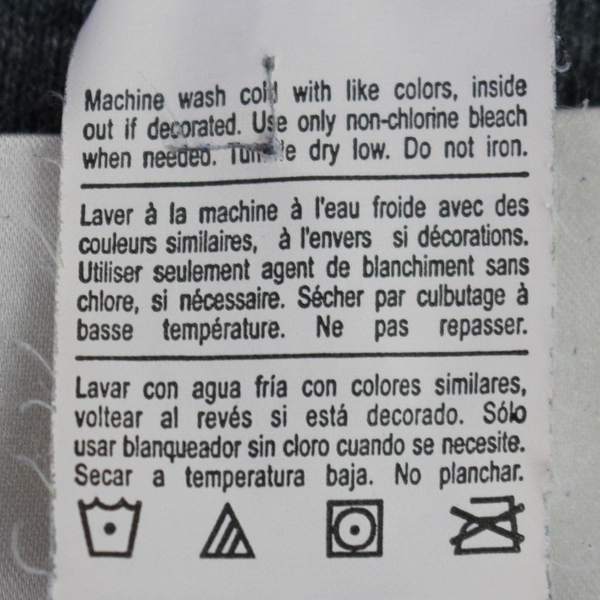 Machine wash cold with like colors, inside
out if decorated. Use only non-chlorine bleach
when needed. Tumble dry low. Do not iron.
Laver à la machine à l'eau froide avec des
couleurs similaires, à l'envers si décorations.
Utiliser seulement agent de blanchiment sans
chlore, si nécessaire. Sécher par culbutage à
basse température. Ne pas repasser.
Lavar con agua fría con colores similares,
voltear al revés si está decorado. Sólo
usar blanqueador sin cloro cuando se necesite.
Secar a temperatura baja. No planchar.